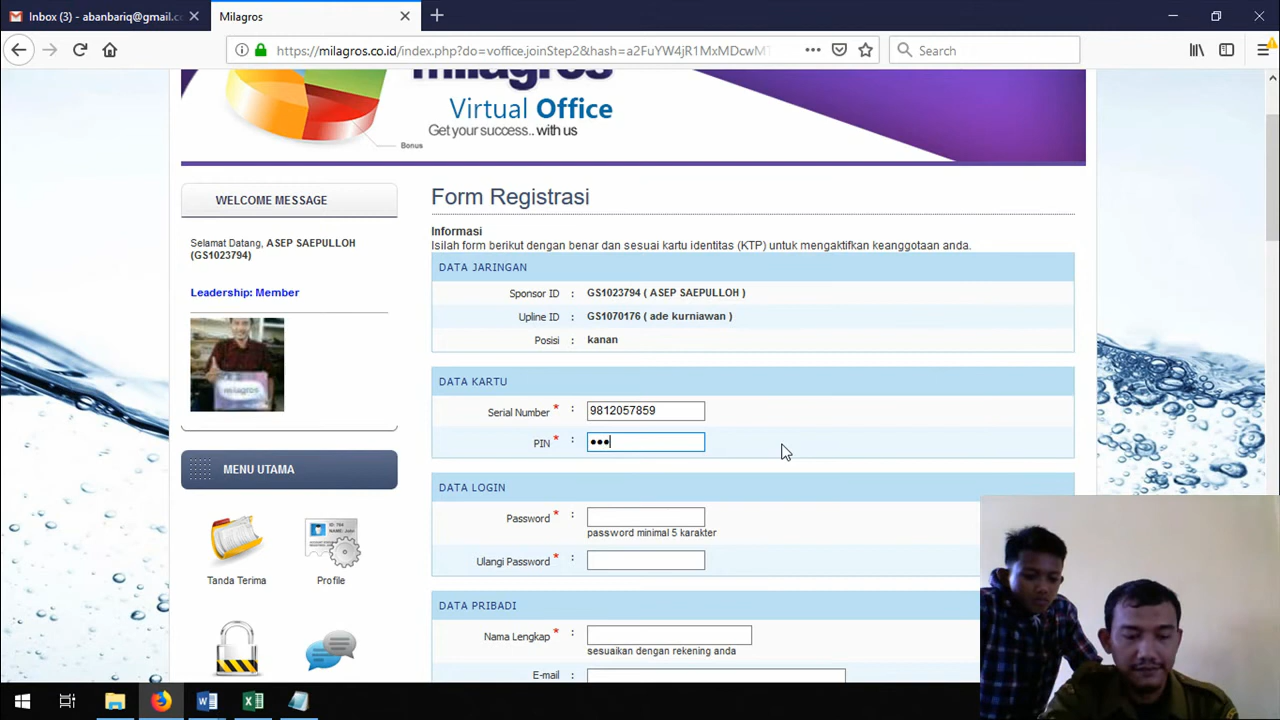 Inbox (3) - abanbariq@gmail.c
Milagros
https://milagros.co.id/index.php?do=voffice.joinStep2&hash=a2FuYW4jR1MxMDcwMT
Search
milagros
Virtual Office
Get your success.. with us
Bonus
WELCOME MESSAGE
Selamat Datang, ASEP SAEPULLOH
(GS1023794)
Leadership: Member
milagros
MENU UTAMA
Tanda Terima
Profile
Form Registrasi
Informasi
Isilah form berikut dengan benar dan sesuai kartu identitas (KTP) untuk mengaktifkan keanggotaan anda.
DATA JARINGAN
Sponsor ID : GS1023794 ( ASEP SAEPULLOH )
Upline ID : GS1070176 ( ade kurniawan )
Posisi : kanan
DATA KARTU
Serial Number * : 9812057859
PIN * : •••
DATA LOGIN
Password * :
password minimal 5 karakter
Ulangi Password * :
DATA PRIBADI
Nama Lengkap * :
sesuaikan dengan rekening anda
E-mail :